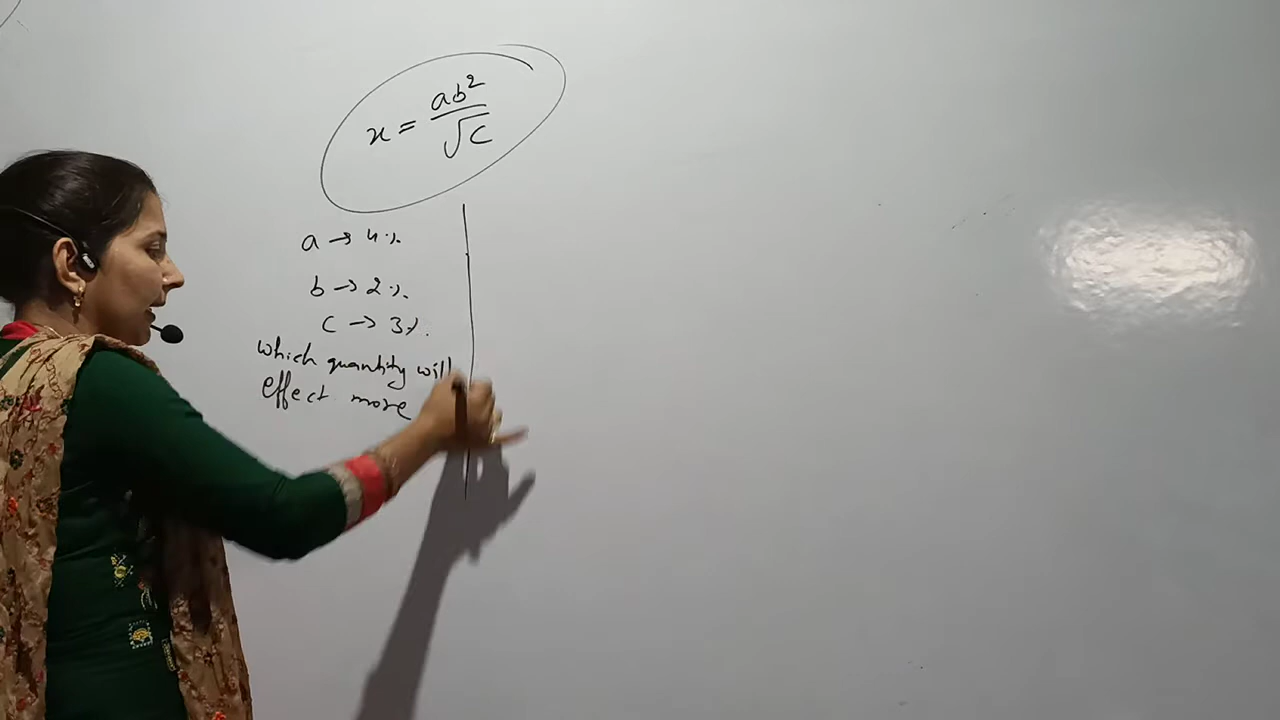 x = ab²/√c
a → 4%
b → 2%.
c → 3%.
which quantity will
effect more